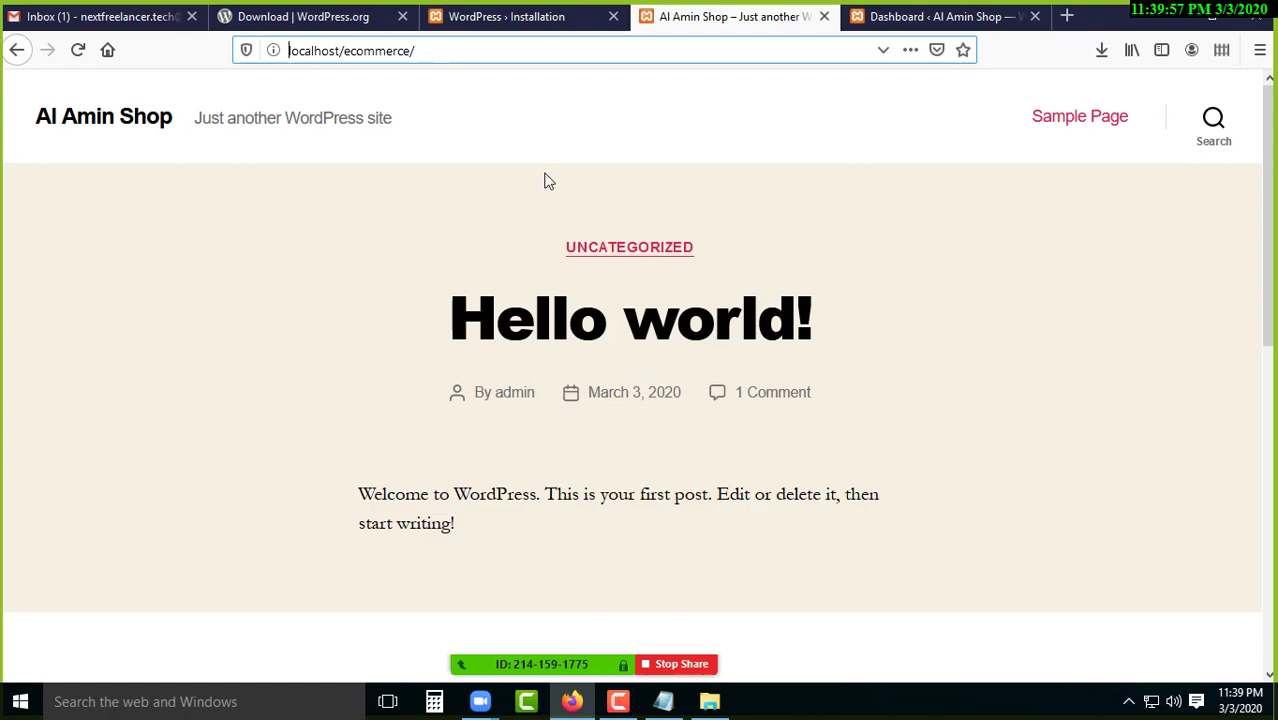 Inbox (1) - nextfreelancer.tech@
Download | WordPress.org
WordPress › Installation
Al Amin Shop – Just another W
Dashboard ‹ Al Amin Shop — W
11:39:57 PM 3/3/2020
localhost/ecommerce/
Al Amin Shop
Just another WordPress site
Sample Page
Search
UNCATEGORIZED
Hello world!
By admin
March 3, 2020
1 Comment
Welcome to WordPress. This is your first post. Edit or delete it, then
start writing!
ID: 214-159-1775
Stop Share
Search the web and Windows
11:39 PM
3/3/2020